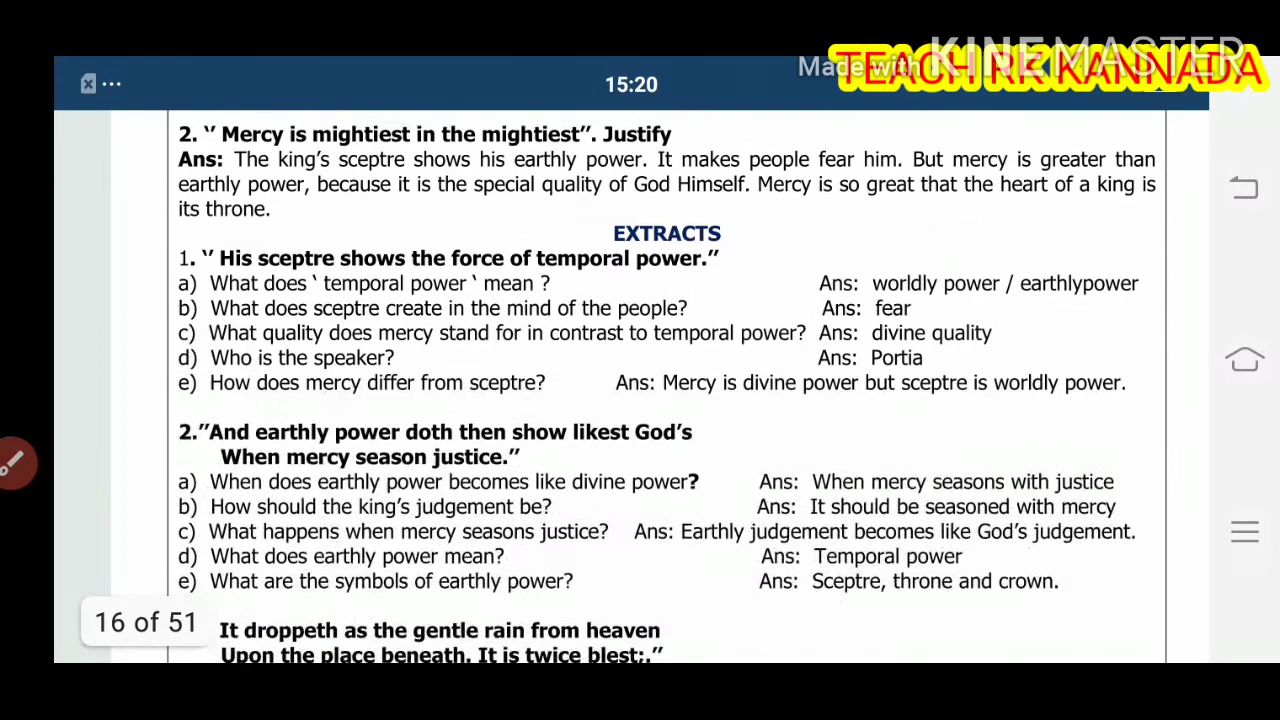 Made with KINEMASTER
TEACH RK KANNADA
15:20
2. ‘’ Mercy is mightiest in the mightiest”. Justify
Ans: The king’s sceptre shows his earthly power. It makes people fear him. But mercy is greater than
earthly power, because it is the special quality of God Himself. Mercy is so great that the heart of a king is
its throne.
EXTRACTS
1. ‘’ His sceptre shows the force of temporal power.”
a) What does ‘ temporal power ‘ mean ? Ans: worldly power / earthlypower
b) What does sceptre create in the mind of the people? Ans: fear
c) What quality does mercy stand for in contrast to temporal power? Ans: divine quality
d) Who is the speaker? Ans: Portia
e) How does mercy differ from sceptre? Ans: Mercy is divine power but sceptre is worldly power.
2.”And earthly power doth then show likest God’s
When mercy season justice.”
a) When does earthly power becomes like divine power? Ans: When mercy seasons with justice
b) How should the king’s judgement be? Ans: It should be seasoned with mercy
c) What happens when mercy seasons justice? Ans: Earthly judgement becomes like God’s judgement.
d) What does earthly power mean? Ans: Temporal power
e) What are the symbols of earthly power? Ans: Sceptre, throne and crown.
16 of 51
It droppeth as the gentle rain from heaven
Upon the place beneath. It is twice blest;.”